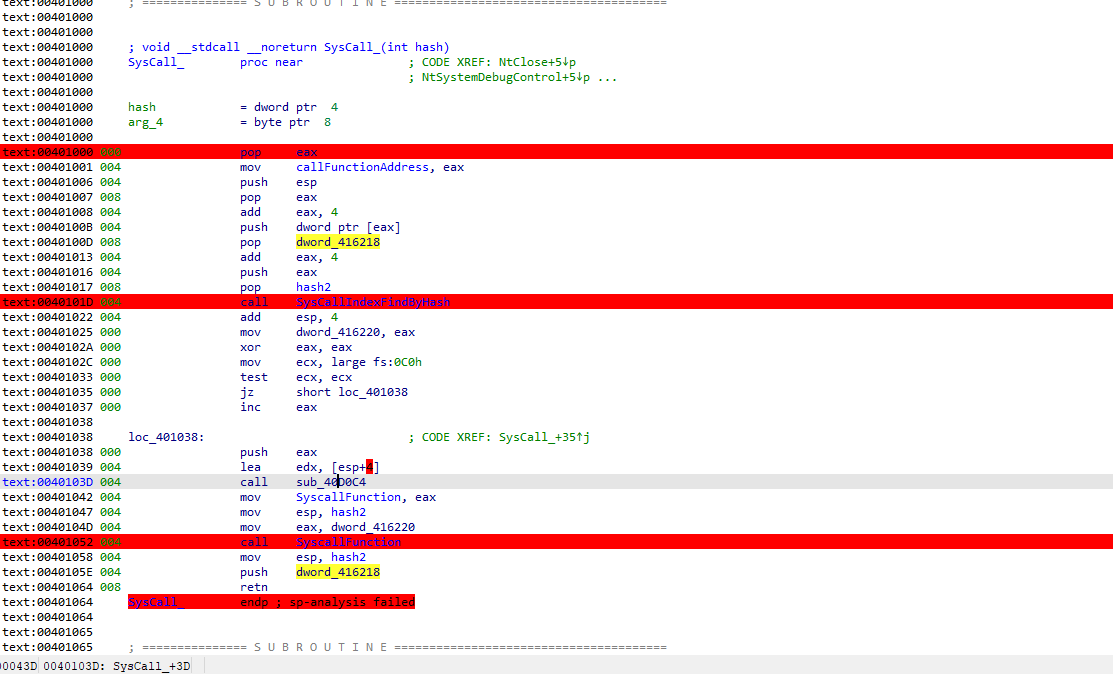 text:00401000 ; =============== S U B R O U T I N E =======================================
text:00401000
text:00401000
text:00401000 ; void __stdcall __noreturn SysCall_(int hash)
text:00401000 SysCall_ proc near ; CODE XREF: NtClose+5↓p
text:00401000 ; NtSystemDebugControl+5↓p ...
text:00401000
text:00401000 hash = dword ptr 4
text:00401000 arg_4 = byte ptr 8
text:00401000
text:00401000 000 pop eax
text:00401001 004 mov callFunctionAddress, eax
text:00401006 004 push esp
text:00401007 008 pop eax
text:00401008 004 add eax, 4
text:0040100B 004 push dword ptr [eax]
text:0040100D 008 pop dword_416218
text:00401013 004 add eax, 4
text:00401016 004 push eax
text:00401017 008 pop hash2
text:0040101D 004 call SysCallIndexFindByHash
text:00401022 004 add esp, 4
text:00401025 000 mov dword_416220, eax
text:0040102A 000 xor eax, eax
text:0040102C 000 mov ecx, large fs:0C0h
text:00401033 000 test ecx, ecx
text:00401035 000 jz short loc_401038
text:00401037 000 inc eax
text:00401038
text:00401038 loc_401038: ; CODE XREF: SysCall_+35↑j
text:00401038 000 push eax
text:00401039 004 lea edx, [esp+4]
text:0040103D 004 call sub_40D0C4
text:00401042 004 mov SyscallFunction, eax
text:00401047 004 mov esp, hash2
text:0040104D 004 mov eax, dword_416220
text:00401052 004 call SyscallFunction
text:00401058 004 mov esp, hash2
text:0040105E 004 push dword_416218
text:00401064 008 retn
text:00401064 SysCall_ endp ; sp-analysis failed
text:00401064
text:00401065
text:00401065 ; =============== S U B R O U T I N E =======================================
00043D 0040103D: SysCall_+3D